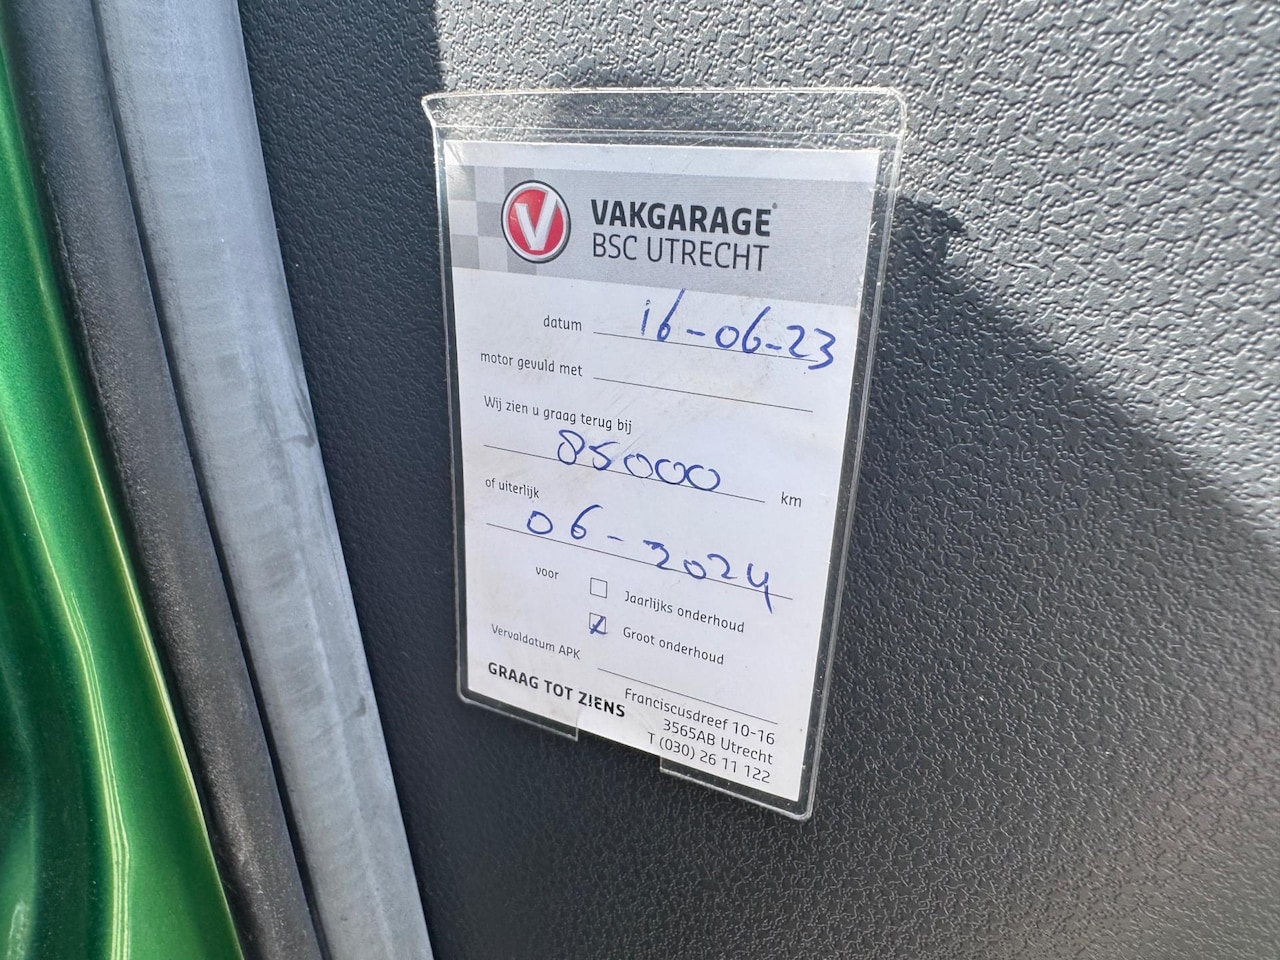 V VAKGARAGE®
BSC UTRECHT
datum 16-06-23
motor gevuld met
Wij zien u graag terug bij
85000 km
of uiterlijk
06-2024
voor Jaarlijks onderhoud
Groot onderhoud
Vervaldatum APK
GRAAG TOT ZIENS
Franciscusdreef 10-16
3565AB Utrecht
T (030) 26 11 122